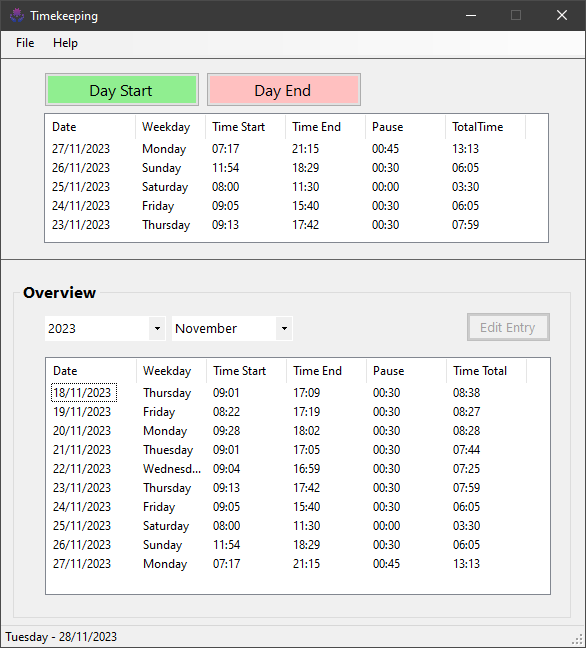 Timekeeping
File Help
Day Start Day End
Date Weekday Time Start Time End Pause TotalTime
27/11/2023 Monday 07:17 21:15 00:45 13:13
26/11/2023 Sunday 11:54 18:29 00:30 06:05
25/11/2023 Saturday 08:00 11:30 00:00 03:30
24/11/2023 Friday 09:05 15:40 00:30 06:05
23/11/2023 Thursday 09:13 17:42 00:30 07:59
Overview
2023 November Edit Entry
Date Weekday Time Start Time End Pause Time Total
18/11/2023 Thursday 09:01 17:09 00:30 08:38
19/11/2023 Friday 08:22 17:19 00:30 08:27
20/11/2023 Monday 09:28 18:02 00:30 08:28
21/11/2023 Thuesday 09:01 17:05 00:30 07:44
22/11/2023 Wednesd... 09:04 16:59 00:30 07:25
23/11/2023 Thursday 09:13 17:42 00:30 07:59
24/11/2023 Friday 09:05 15:40 00:30 06:05
25/11/2023 Saturday 08:00 11:30 00:00 03:30
26/11/2023 Sunday 11:54 18:29 00:30 06:05
27/11/2023 Monday 07:17 21:15 00:45 13:13
Tuesday - 28/11/2023